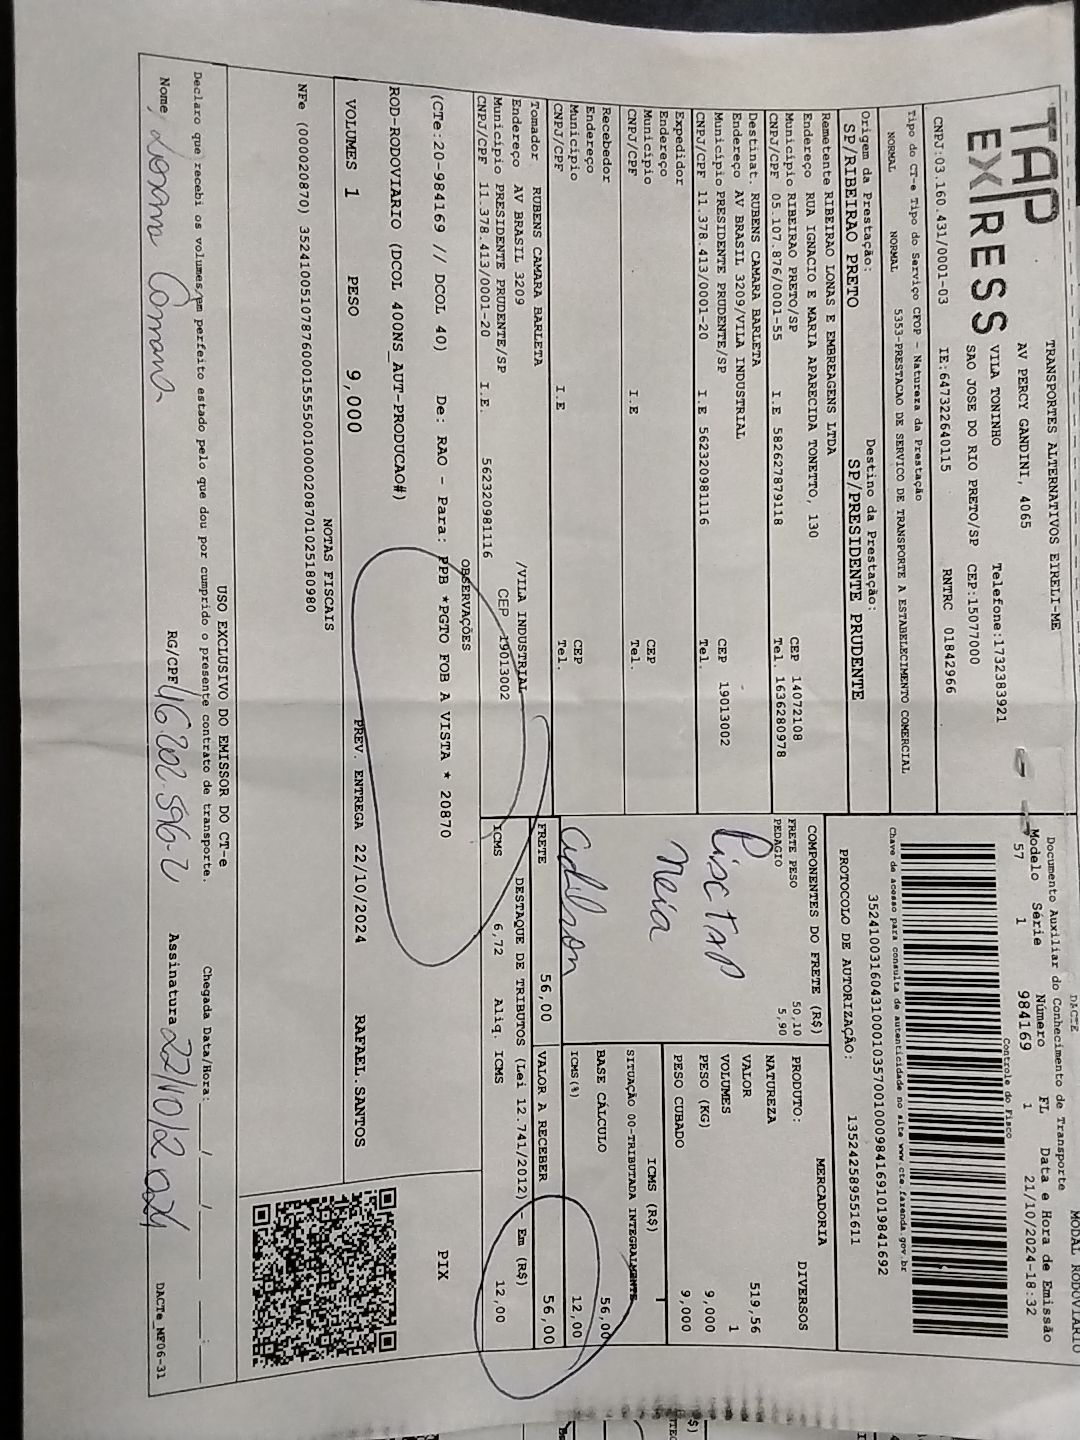 TAP
EXPRESS
TRANSPORTES ALTERNATIVOS EIRELI-ME
AV PERCY GANDINI, 4065 Telefone:1732383921
VILA TONINHO
SAO JOSE DO RIO PRETO/SP CEP:15077000
CNPJ:03.160.431/0001-03 IE:647322640115 RNTRC 01842966
Tipo do CT-e Tipo do Serviço CFOP - Natureza da Prestação
NORMAL NORMAL 5353-PRESTACAO DE SERVICO DE TRANSPORTE A ESTABELECIMENTO COMERCIAL
Origem da Prestação: Destino da Prestação:
SP/RIBEIRAO PRETO SP/PRESIDENTE PRUDENTE
Remetente RIBEIRAO LONAS E EMBREAGENS LTDA
Endereço RUA IGNACIO E MARIA APARECIDA TONETTO, 130
Município RIBEIRAO PRETO/SP CEP 14072108
CNPJ/CPF 05.107.876/0001-55 I.E 582627879118 Tel. 1636280978
Destinat. RUBENS CAMARA BARLETA
Endereço AV BRASIL 3209/VILA INDUSTRIAL
Município PRESIDENTE PRUDENTE/SP CEP 19013002
CNPJ/CPF 11.378.413/0001-20 I.E 562320981116 Tel.
Expedidor
Endereço
Município CEP
CNPJ/CPF I.E Tel.
Recebedor
Endereço
Município CEP
CNPJ/CPF I.E Tel.
Tomador RUBENS CAMARA BARLETA
Endereço AV BRASIL 3209 /VILA INDUSTRIAL
Município PRESIDENTE PRUDENTE/SP CEP 19013002
CNPJ/CPF 11.378.413/0001-20 I.E. 562320981116
MODAL RODOVIARIO
DACTE
Documento Auxiliar do Conhecimento de Transporte
Modelo Série Número FL Data e Hora de Emissão
57 1 984169 1 21/10/2024-18:32
Controle do Fisco
Chave de acesso para consulta de autenticidade no site www.cte.fazenda.gov.br
35241003160431000103570010009841691019841692
PROTOCOLO DE AUTORIZAÇÃO: 135242589551611
COMPONENTES DO FRETE (R$)
FRETE PESO 50,10
PEDAGIO 5,90
TAP
Neia
Adilson
FRETE 56,00
MERCADORIA
PRODUTO: DIVERSOS
NATUREZA
VALOR 519,56
VOLUMES 1
PESO (KG) 9,000
PESO CUBADO 9,000
ICMS (R$)
SITUAÇÃO 00-TRIBUTADA INTEGRALMENTE
BASE CÁLCULO 56,00
ICMS(%) 12,00
VALOR A RECEBER 56,00
DESTAQUE DE TRIBUTOS (Lei 12.741/2012) - Em (R$)
ICMS 6,72 Aliq. ICMS 12,00
OBSERVAÇÕES
(CTe:20-984169 // DCOL 40) De: RAO - Para: PPB *PGTO FOB A VISTA * 20870
ROD-RODOVIARIO (DCOL 400NS_AUT-PRODUCAO#)
PIX
VOLUMES 1 PESO 9,000 PREV. ENTREGA 22/10/2024 RAFAEL.SANTOS
NOTAS FISCAIS
NFe (000020870) 35241005107876000155550010000208701025180980
USO EXCLUSIVO DO EMISSOR DO CT-e
Declaro que recebi os volumes em perfeito estado pelo que dou por cumprido o presente contrato de transporte. Chegada Data/Hora:___/___/___ ___:___
Nome, RG/CPF 46 202.596-2 Assinatura 22/10/2024
DACTe_MF06-31